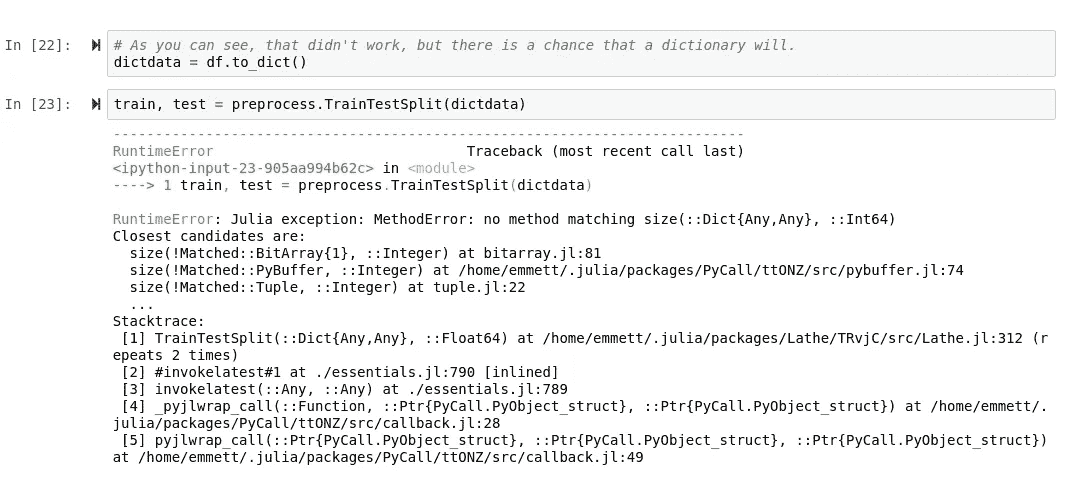 In [22]: # As you can see, that didn't work, but there is a chance that a dictionary will.
dictdata = df.to_dict()
In [23]: train, test = preprocess.TrainTestSplit(dictdata)
---------------------------------------------------------------------------
RuntimeError                              Traceback (most recent call last)
<ipython-input-23-905aa994b62c> in <module>
----> 1 train, test = preprocess.TrainTestSplit(dictdata)
RuntimeError: Julia exception: MethodError: no method matching size(::Dict{Any,Any}, ::Int64)
Closest candidates are:
  size(!Matched::BitArray{1}, ::Integer) at bitarray.jl:81
  size(!Matched::PyBuffer, ::Integer) at /home/emmett/.julia/packages/PyCall/ttONZ/src/pybuffer.jl:74
  size(!Matched::Tuple, ::Integer) at tuple.jl:22
  ...
Stacktrace:
 [1] TrainTestSplit(::Dict{Any,Any}, ::Float64) at /home/emmett/.julia/packages/Lathe/TRvjC/src/Lathe.jl:312 (r
epeats 2 times)
 [2] #invokelatest#1 at ./essentials.jl:790 [inlined]
 [3] invokelatest(::Any, ::Any) at ./essentials.jl:789
 [4] _pyjlwrap_call(::Function, ::Ptr{PyCall.PyObject_struct}, ::Ptr{PyCall.PyObject_struct}) at /home/emmett/.
julia/packages/PyCall/ttONZ/src/callback.jl:28
 [5] pyjlwrap_call(::Ptr{PyCall.PyObject_struct}, ::Ptr{PyCall.PyObject_struct}, ::Ptr{PyCall.PyObject_struct})
at /home/emmett/.julia/packages/PyCall/ttONZ/src/callback.jl:49